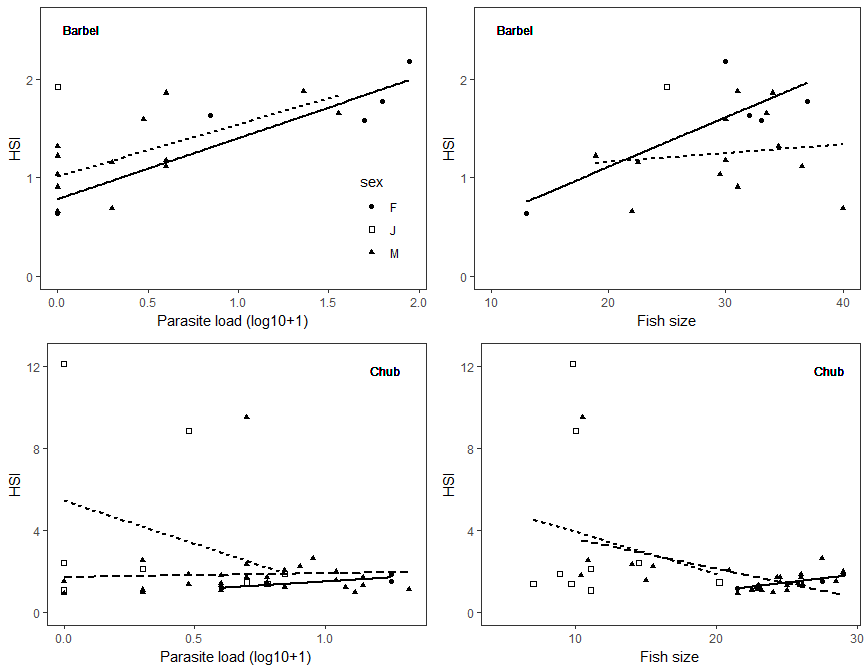 Barbel
HSI
2
1
0
sex
F
J
M
0.0 0.5 1.0 1.5 2.0
Parasite load (log10+1)
Barbel
HSI
2
1
0
10 20 30 40
Fish size
Chub
HSI
12
8
4
0
0.0 0.5 1.0
Parasite load (log10+1)
Chub
HSI
12
8
4
0
10 20 30
Fish size